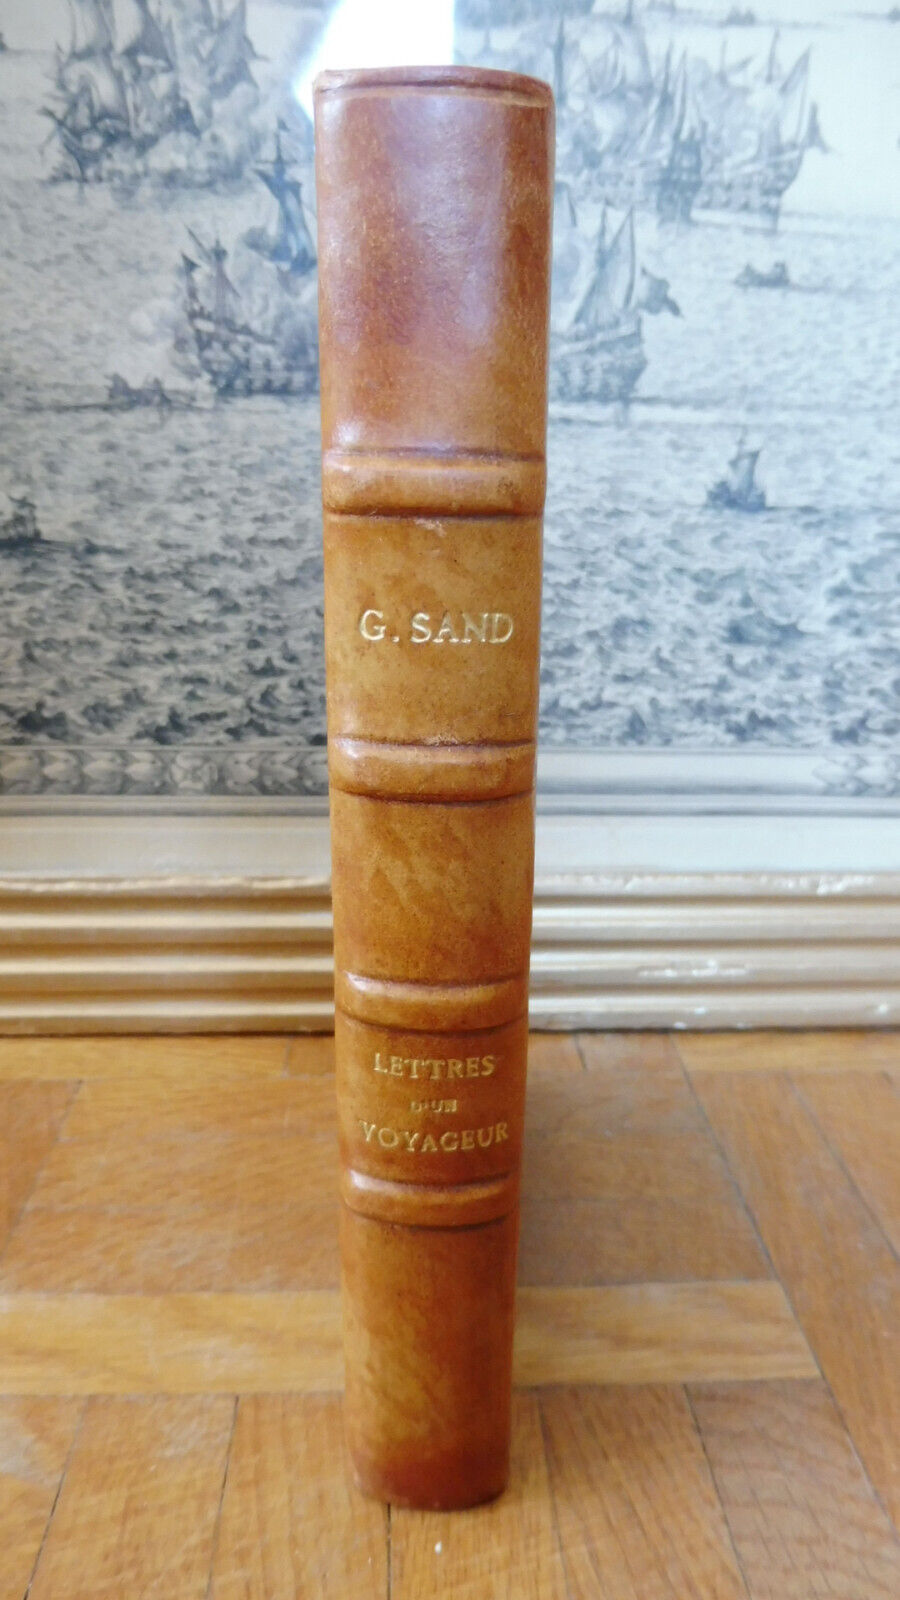 G. SAND
LETTRES
D'UN
VOYAGEUR